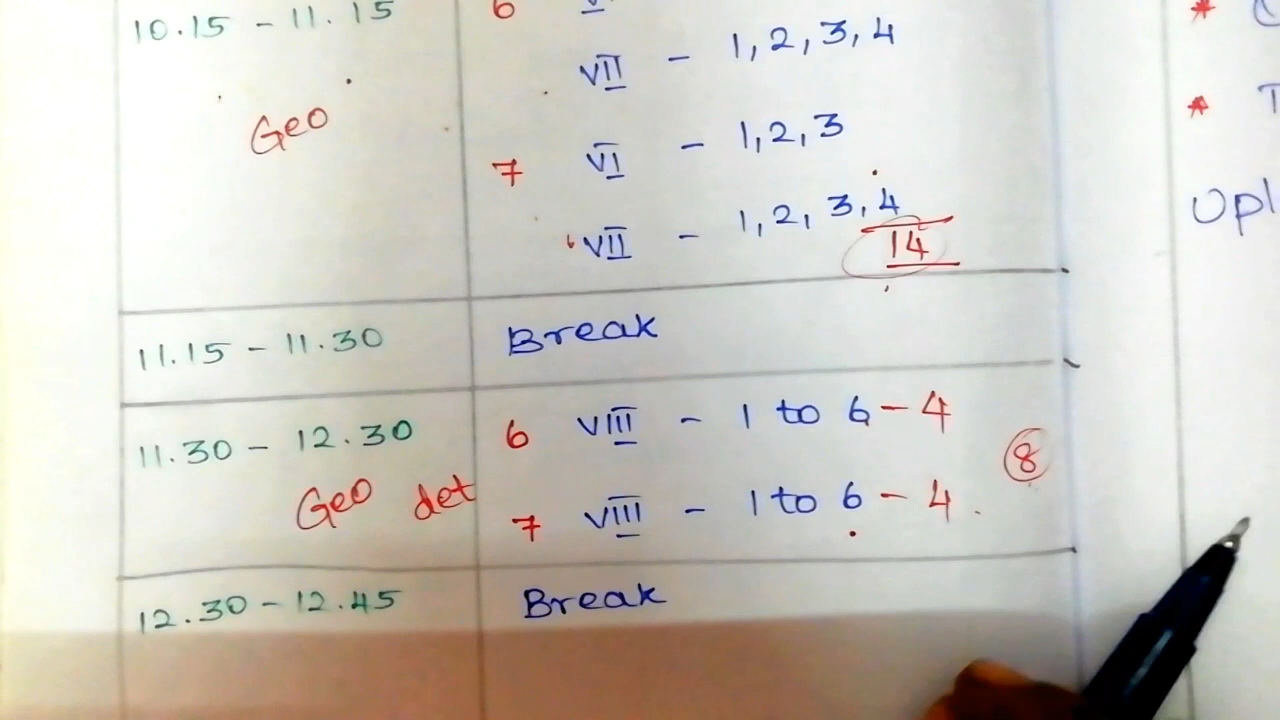 10.15 - 11.15 6
VII - 1, 2, 3, 4
Geo
7 VI - 1, 2, 3
VII - 1, 2, 3, 4
14
11.15 - 11.30 Break
11.30 - 12.30 6 VIII - 1 to 6 - 4
8
Geo det 7 VIII - 1 to 6 - 4
12.30 - 12.45 Break